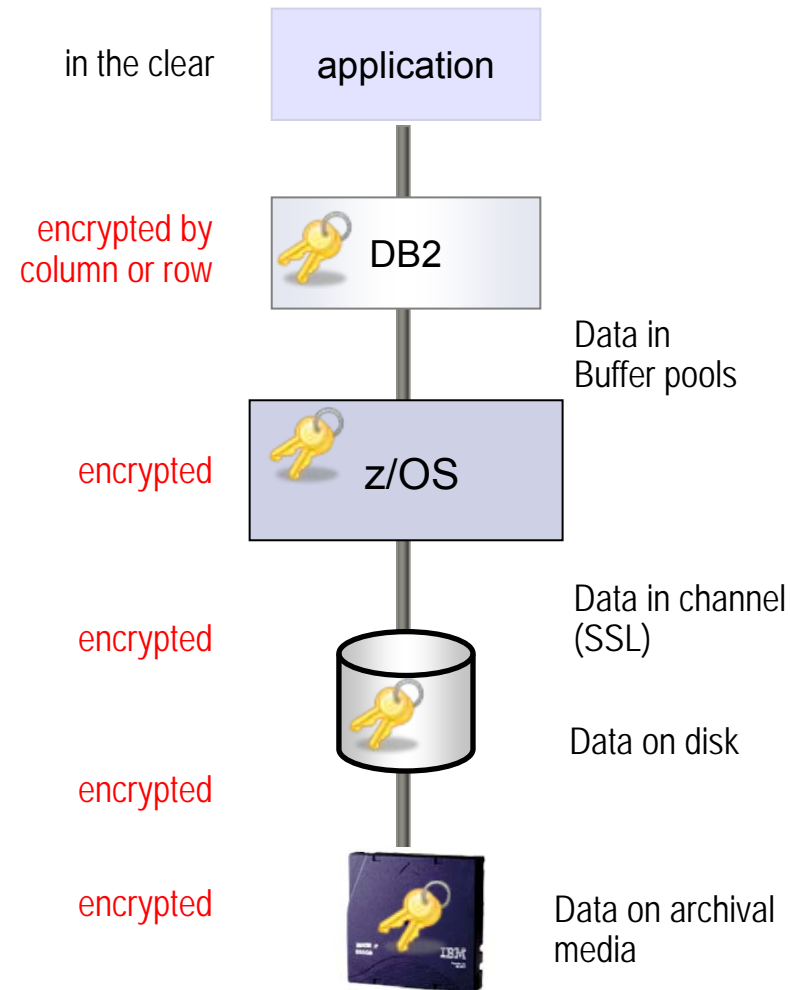 in the clear
application
encrypted by
column or row
DB2
Data in
Buffer pools
encrypted
z/OS
Data in channel
(SSL)
encrypted
Data on disk
encrypted
encrypted
IBM
Data on archival
media